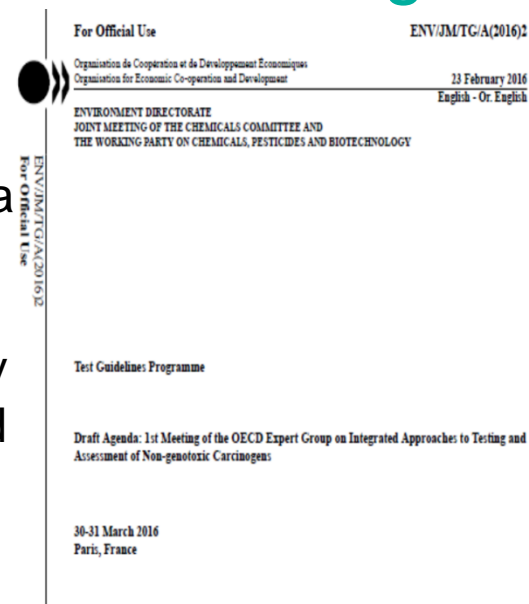 For Official Use ENV/JM/TG/A(2016)2
Organisation de Coopération et de Développement Économiques
Organisation for Economic Co-operation and Development 23 February 2016
English - Or. English
ENVIRONMENT DIRECTORATE
JOINT MEETING OF THE CHEMICALS COMMITTEE AND
THE WORKING PARTY ON CHEMICALS, PESTICIDES AND BIOTECHNOLOGY
ENV/JM/TG/A(2016)2
For Official Use
a
Test Guidelines Programme
Draft Agenda: 1st Meeting of the OECD Expert Group on Integrated Approaches to Testing and
Assessment of Non-genotoxic Carcinogens
30-31 March 2016
Paris, France